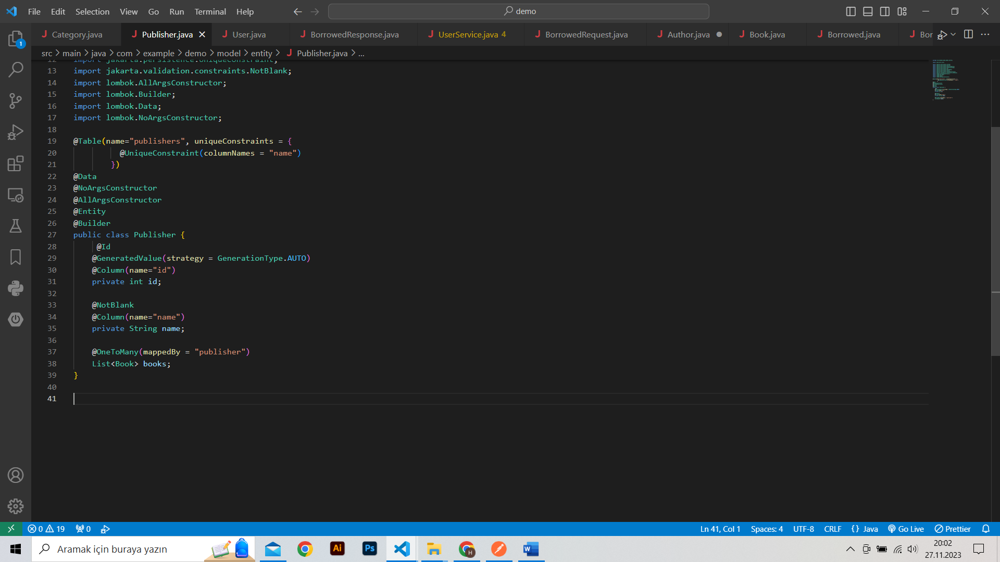 File Edit Selection View Go Run Terminal Help
demo
Category.java Publisher.java User.java BorrowedResponse.java UserService.java 4 BorrowedRequest.java Author.java Book.java Borrowed.java Bor
1
src > main > java > com > example > demo > model > entity > Publisher.java > ...
12 import jakarta.persistence.UniqueConstraint;
13 import jakarta.validation.constraints.NotBlank;
14 import lombok.AllArgsConstructor;
15 import lombok.Builder;
16 import lombok.Data;
17 import lombok.NoArgsConstructor;
18
19 @Table(name="publishers", uniqueConstraints = {
20 @UniqueConstraint(columnNames = "name")
21 })
22 @Data
23 @NoArgsConstructor
24 @AllArgsConstructor
25 @Entity
26 @Builder
27 public class Publisher {
28 @Id
29 @GeneratedValue(strategy = GenerationType.AUTO)
30 @Column(name="id")
31 private int id;
32
33 @NotBlank
34 @Column(name="name")
35 private String name;
36
37 @OneToMany(mappedBy = "publisher")
38 List<Book> books;
39 }
40
41
0 19 0 Ln 41, Col 1 Spaces: 4 UTF-8 CRLF {} Java Go Live Prettier
Aramak için buraya yazın
Ai Ps H W
20:02
27.11.2023